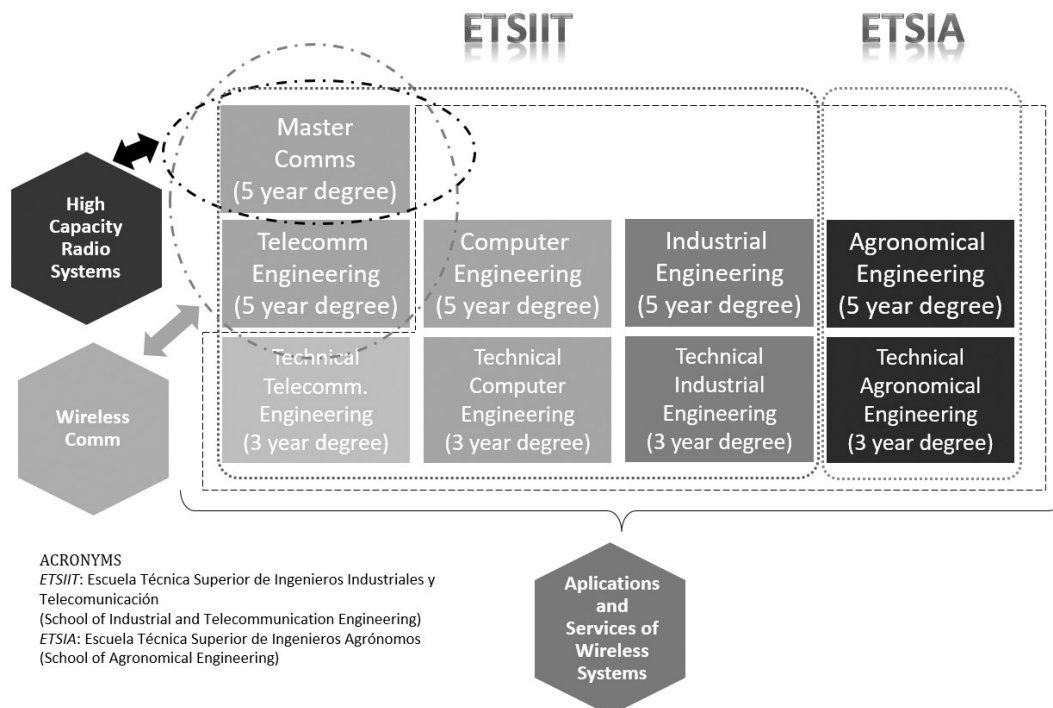 ETSIIT
ETSIA
Master
Comms
(5 year degree)
High
Capacity
Radio
Systems
Telecomm
Engineering
(5 year degree)
Computer
Engineering
(5 year degree)
Industrial
Engineering
(5 year degree)
Agronomical
Engineering
(5 year degree)
Wireless
Comm
Technical
Telecomm.
Engineering
(3 year degree)
Technical
Computer
Engineering
(3 year degree)
Technical
Industrial
Engineering
(3 year degree)
Technical
Agronomical
Engineering
(3 year degree)
ACRONYMS
ETSIIT: Escuela Técnica Superior de Ingenieros Industriales y
Telecomunicación
(School of Industrial and Telecommunication Engineering)
ETSIA: Escuela Técnica Superior de Ingenieros Agrónomos
(School of Agronomical Engineering)
Aplications
and
Services of
Wireless
Systems